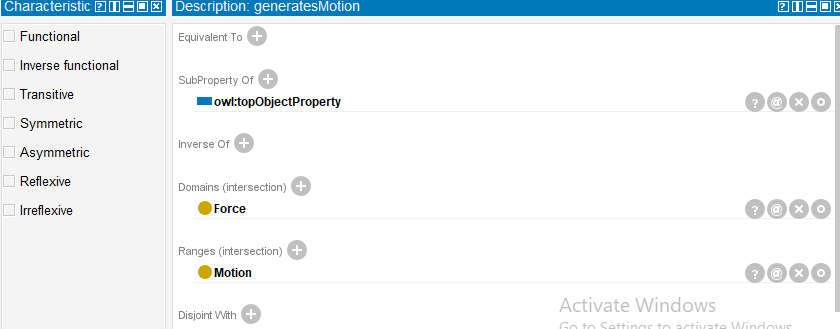 Characteristic ?
Description: generatesMotion ?
Functional
Inverse functional
Transitive
Symmetric
Asymmetric
Reflexive
Irreflexive
Equivalent To +
SubProperty Of +
owl:topObjectProperty ? @
Inverse Of +
Domains (intersection) +
Force ? @
Ranges (intersection) +
Motion ? @
Disjoint With +
Activate Windows
Go to Settings to activate Windows